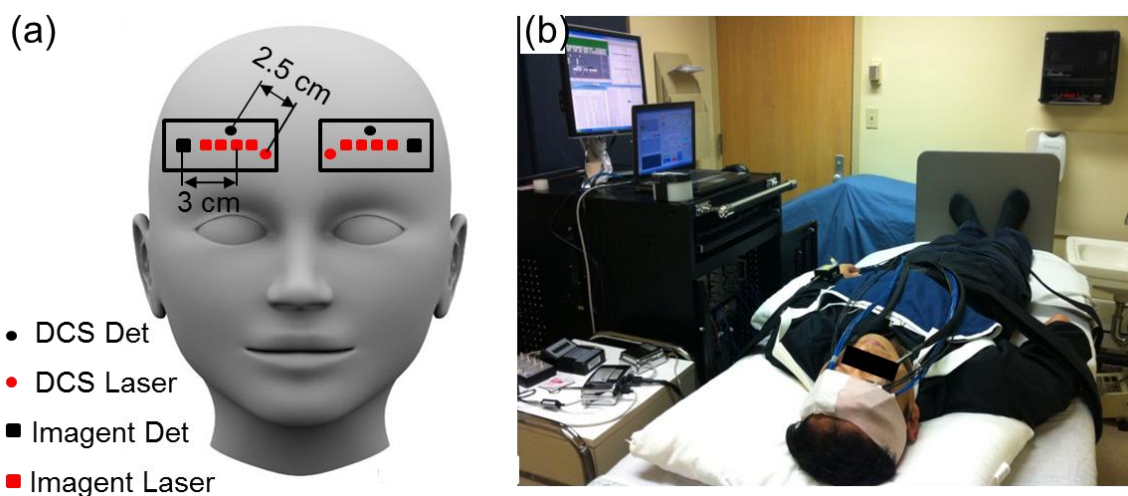 (a)
2.5 cm
3 cm
DCS Det
DCS Laser
Imagent Det
Imagent Laser
(b)